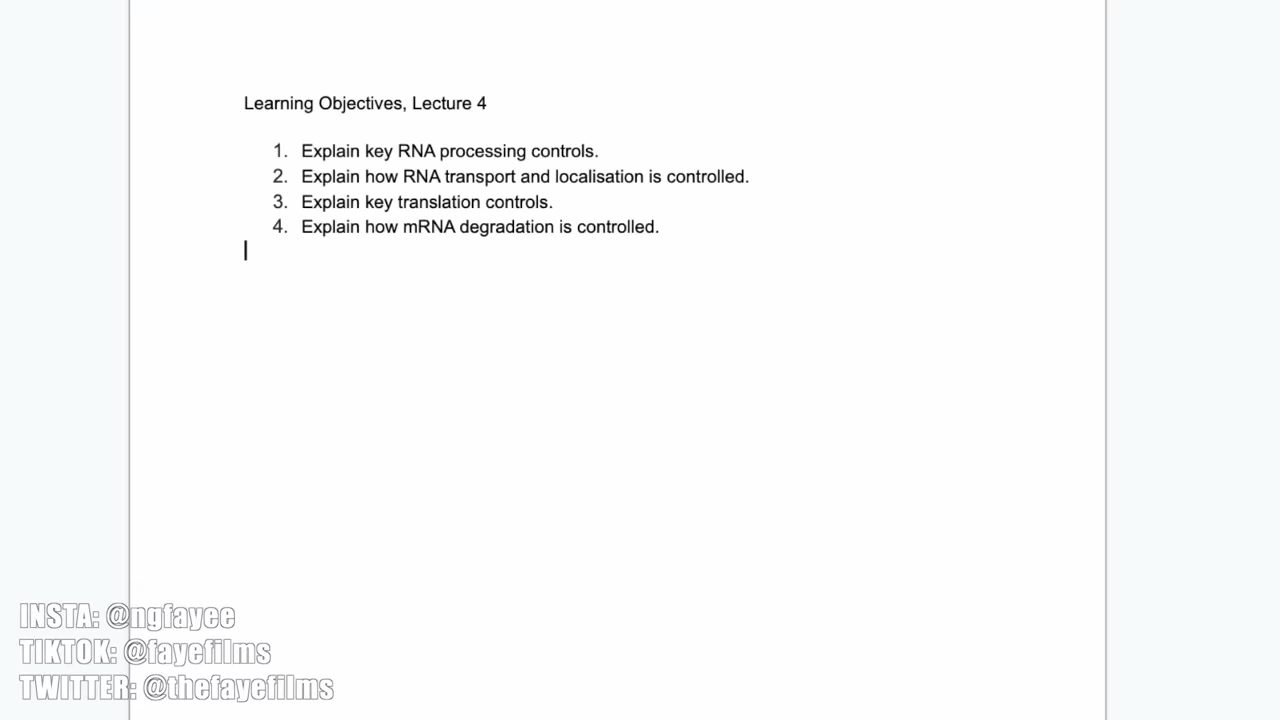 Learning Objectives, Lecture 4
1. Explain key RNA processing controls.
2. Explain how RNA transport and localisation is controlled.
3. Explain key translation controls.
4. Explain how mRNA degradation is controlled.
INSTA: @ngfayee
TIKTOK: @fayefilms
TWITTER: @thefayefilms